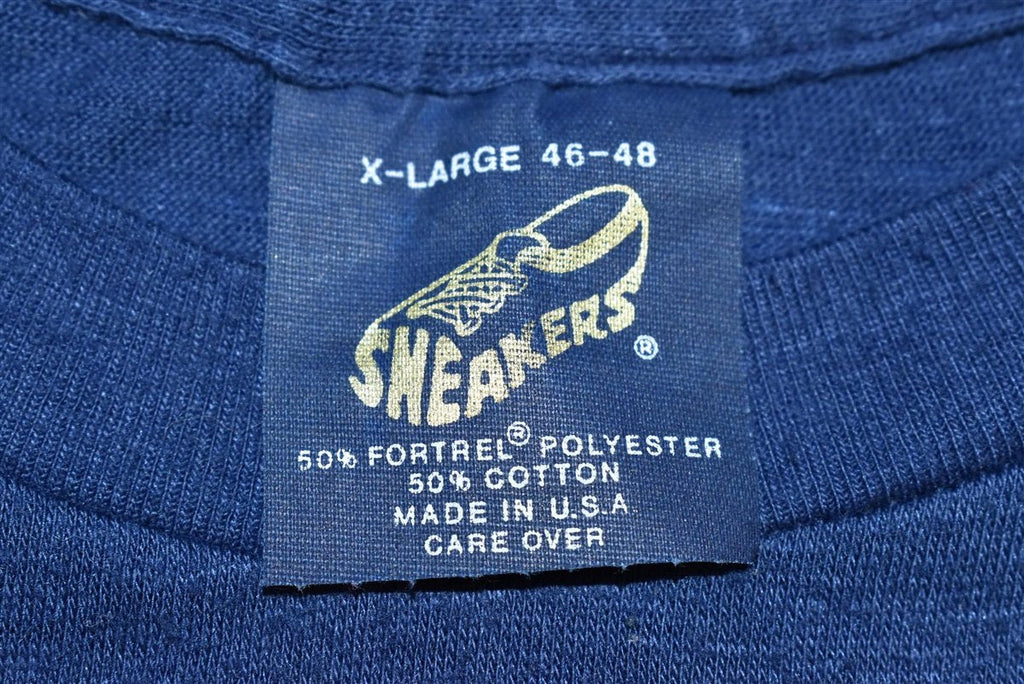 X-LARGE 46-48
SNEAKERS®
50% FORTREL® POLYESTER
50% COTTON
MADE IN U.S.A
CARE OVER